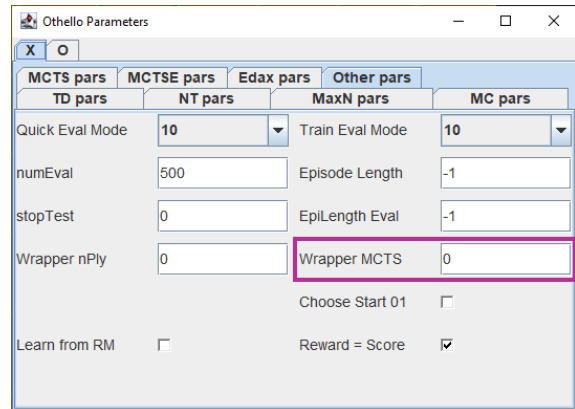 Othello Parameters
X O
MCTS pars MCTSE pars Edax pars Other pars
TD pars NT pars MaxN pars MC pars
Quick Eval Mode 10 Train Eval Mode 10
numEval 500 Episode Length -1
stopTest 0 EpiLength Eval -1
Wrapper nPly 0 Wrapper MCTS 0
Choose Start 01
Learn from RM Reward = Score